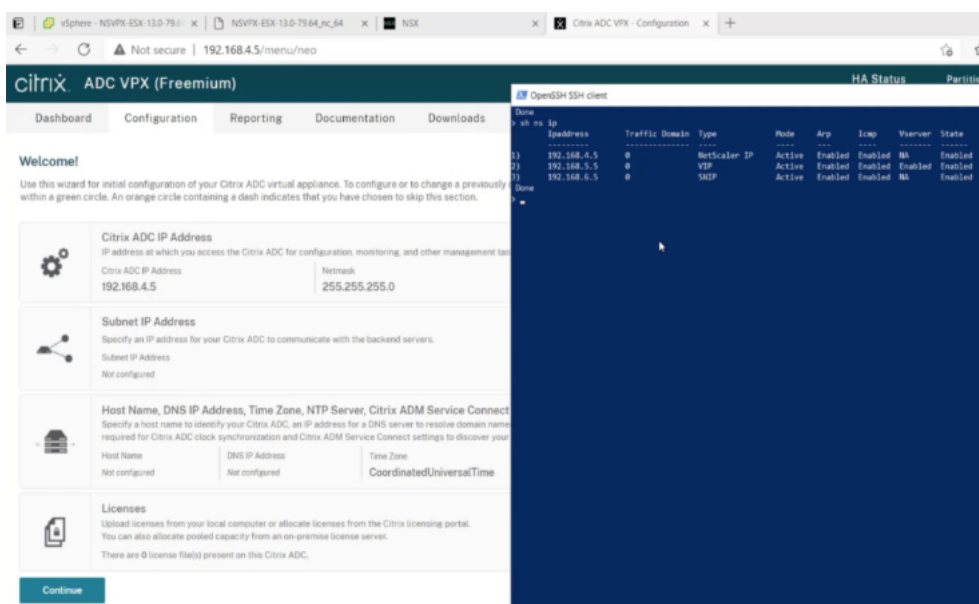 vSphere - NSVPX-ESX-13.0-79.6
NSVPX-ESX-13.0-79.64_nc_64
NSX
Citrix ADC VPX - Configuration
Not secure | 192.168.4.5/menu/neo
citrix. ADC VPX (Freemium)
HA Status
Partitio
Dashboard Configuration Reporting Documentation Downloads
Welcome!
Use this wizard for initial configuration of your Citrix ADC virtual appliance. To configure or to change a previously
within a green circle. An orange circle containing a dash indicates that you have chosen to skip this section.
Citrix ADC IP Address
IP address at which you access the Citrix ADC for configuration, monitoring, and other management tas
Citrix ADC IP Address Netmask
192.168.4.5 255.255.255.0
Subnet IP Address
Specify an IP address for your Citrix ADC to communicate with the backend servers.
Subnet IP Address
Not configured
Host Name, DNS IP Address, Time Zone, NTP Server, Citrix ADM Service Connect
Specify a host name to identify your Citrix ADC, an IP address for a DNS server to resolve domain name
required for Citrix ADC clock synchronization and Citrix ADM Service Connect settings to discover your
Host Name DNS IP Address Time Zone
Not configured Not configured CoordinatedUniversalTime
Licenses
Upload licenses from your local computer or allocate licenses from the Citrix licensing portal.
You can also allocate pooled capacity from an on-premise license server.
There are 0 license file(s) present on this Citrix ADC.
Continue
OpenSSH SSH client
Done
> sh ns ip
Ipaddress Traffic Domain Type Mode Arp Icmp Vserver State
--------- -------------- ---- ---- --- ---- ------- ------
1) 192.168.4.5 0 NetScaler IP Active Enabled Enabled NA Enabled
2) 192.168.5.5 0 VIP Active Enabled Enabled Enabled Enabled
3) 192.168.6.5 0 SNIP Active Enabled Enabled NA Enabled
Done
>